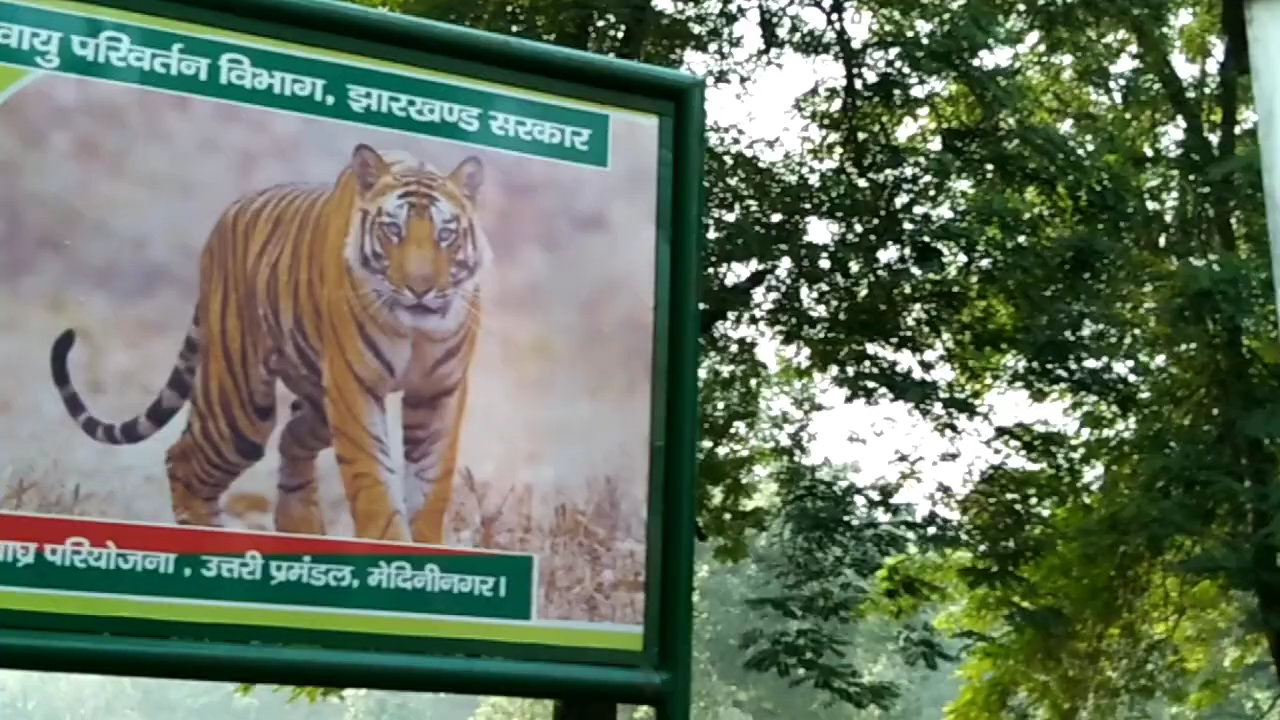 वायु परिवर्तन विभाग, झारखण्ड सरकार
परियोजना, उत्तरी प्रमंडल, मेदिनीनगर।